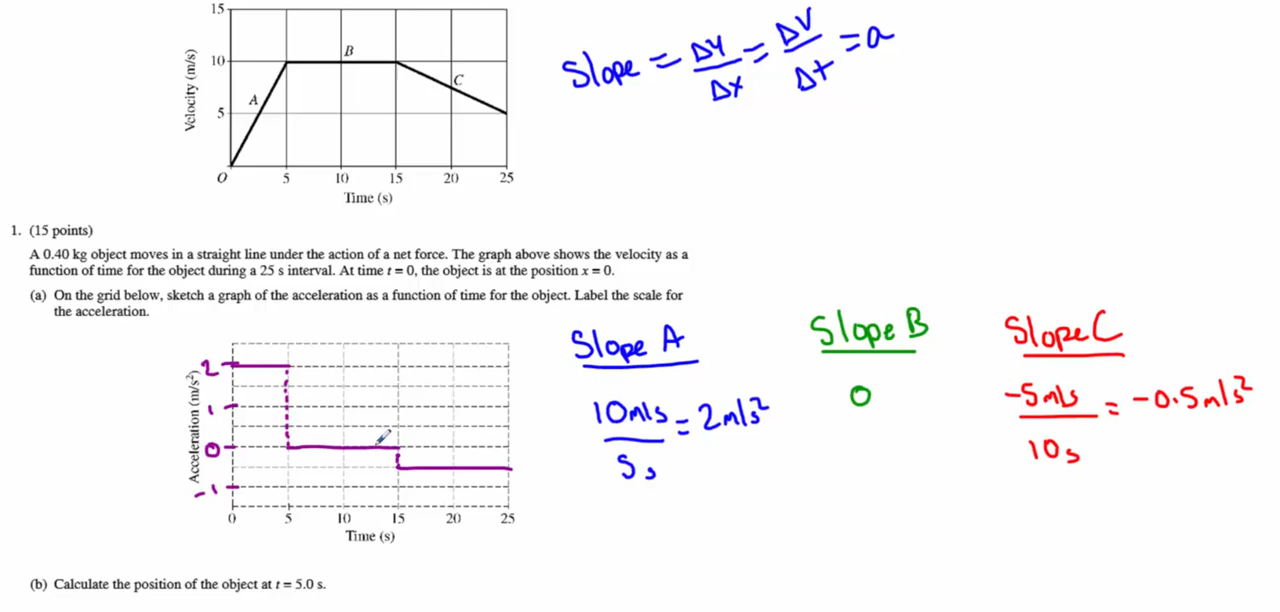 15
10
5
Velocity (m/s)
A
B
C
O 5 10 15 20 25
Time (s)
Slope = ΔY/ΔX = ΔV/Δt = a
1. (15 points)
A 0.40 kg object moves in a straight line under the action of a net force. The graph above shows the velocity as a
function of time for the object during a 25 s interval. At time t = 0, the object is at the position x = 0.
(a) On the grid below, sketch a graph of the acceleration as a function of time for the object. Label the scale for
the acceleration.
2
1
0
-1
Acceleration (m/s²)
0 5 10 15 20 25
Time (s)
Slope A
10m/s / 5s = 2m/s²
Slope B
0
Slope C
-5m/s / 10s = -0.5m/s²
(b) Calculate the position of the object at t = 5.0 s.